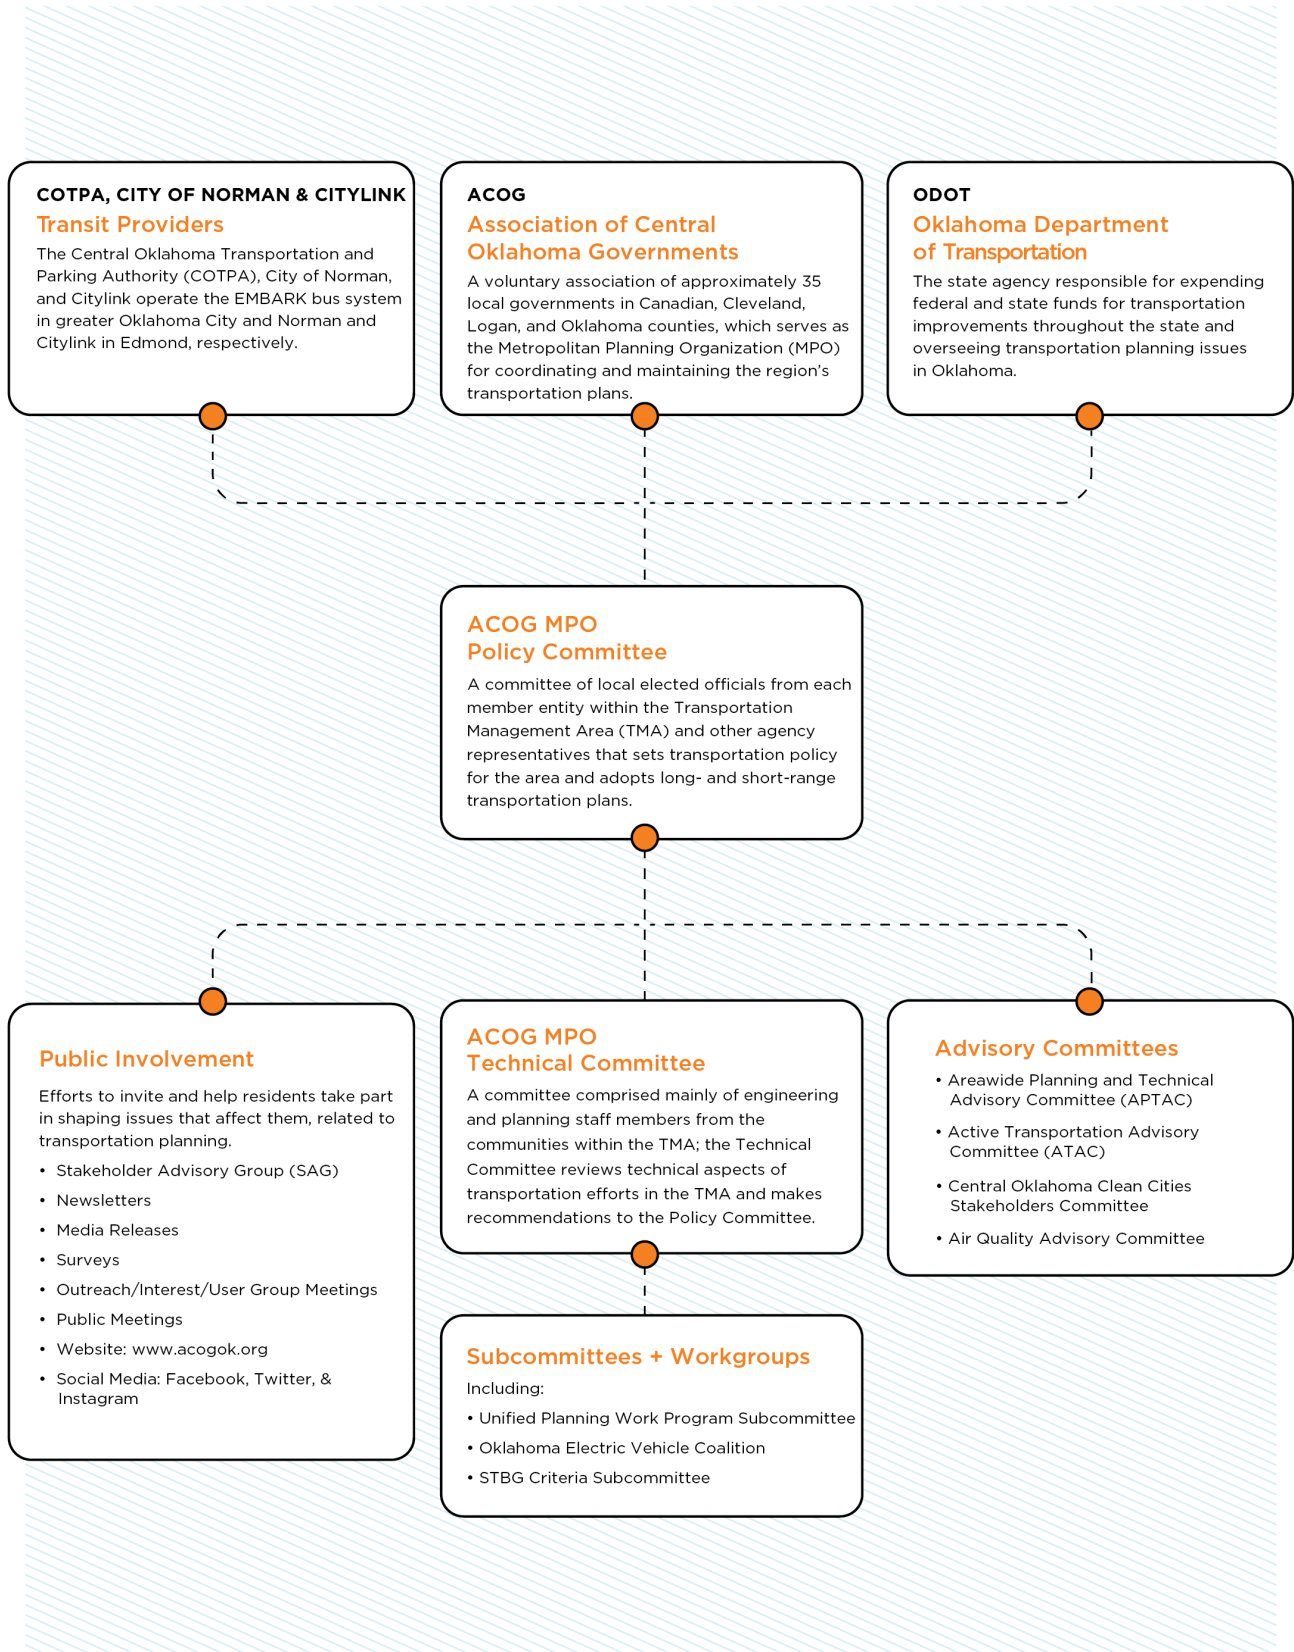 COTPA, CITY OF NORMAN & CITYLINK
Transit Providers
The Central Oklahoma Transportation and
Parking Authority (COTPA), City of Norman,
and Citylink operate the EMBARK bus system
in greater Oklahoma City and Norman and
Citylink in Edmond, respectively.
ACOG
Association of Central
Oklahoma Governments
A voluntary association of approximately 35
local governments in Canadian, Cleveland,
Logan, and Oklahoma counties, which serves as
the Metropolitan Planning Organization (MPO)
for coordinating and maintaining the region’s
transportation plans.
ODOT
Oklahoma Department
of Transportation
The state agency responsible for expending
federal and state funds for transportation
improvements throughout the state and
overseeing transportation planning issues
in Oklahoma.
ACOG MPO
Policy Committee
A committee of local elected officials from each
member entity within the Transportation
Management Area (TMA) and other agency
representatives that sets transportation policy
for the area and adopts long- and short-range
transportation plans.
Public Involvement
Efforts to invite and help residents take part
in shaping issues that affect them, related to
transportation planning.
• Stakeholder Advisory Group (SAG)
• Newsletters
• Media Releases
• Surveys
• Outreach/Interest/User Group Meetings
• Public Meetings
• Website: www.acogok.org
• Social Media: Facebook, Twitter, &
Instagram
ACOG MPO
Technical Committee
A committee comprised mainly of engineering
and planning staff members from the
communities within the TMA; the Technical
Committee reviews technical aspects of
transportation efforts in the TMA and makes
recommendations to the Policy Committee.
Advisory Committees
• Areawide Planning and Technical
Advisory Committee (APTAC)
• Active Transportation Advisory
Committee (ATAC)
• Central Oklahoma Clean Cities
Stakeholders Committee
• Air Quality Advisory Committee
Subcommittees + Workgroups
Including:
• Unified Planning Work Program Subcommittee
• Oklahoma Electric Vehicle Coalition
• STBG Criteria Subcommittee